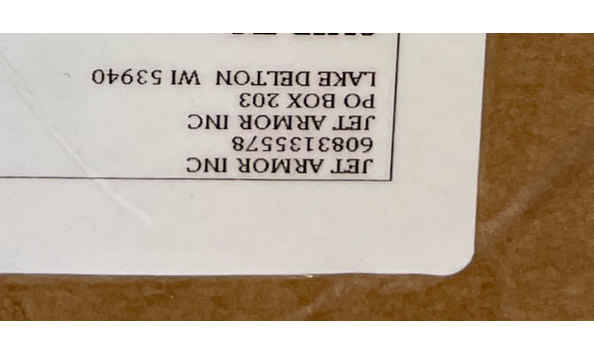 JET ARMOR INC
6083135578
JET ARMOR INC
PO BOX 203
LAKE DELTON WI 53940